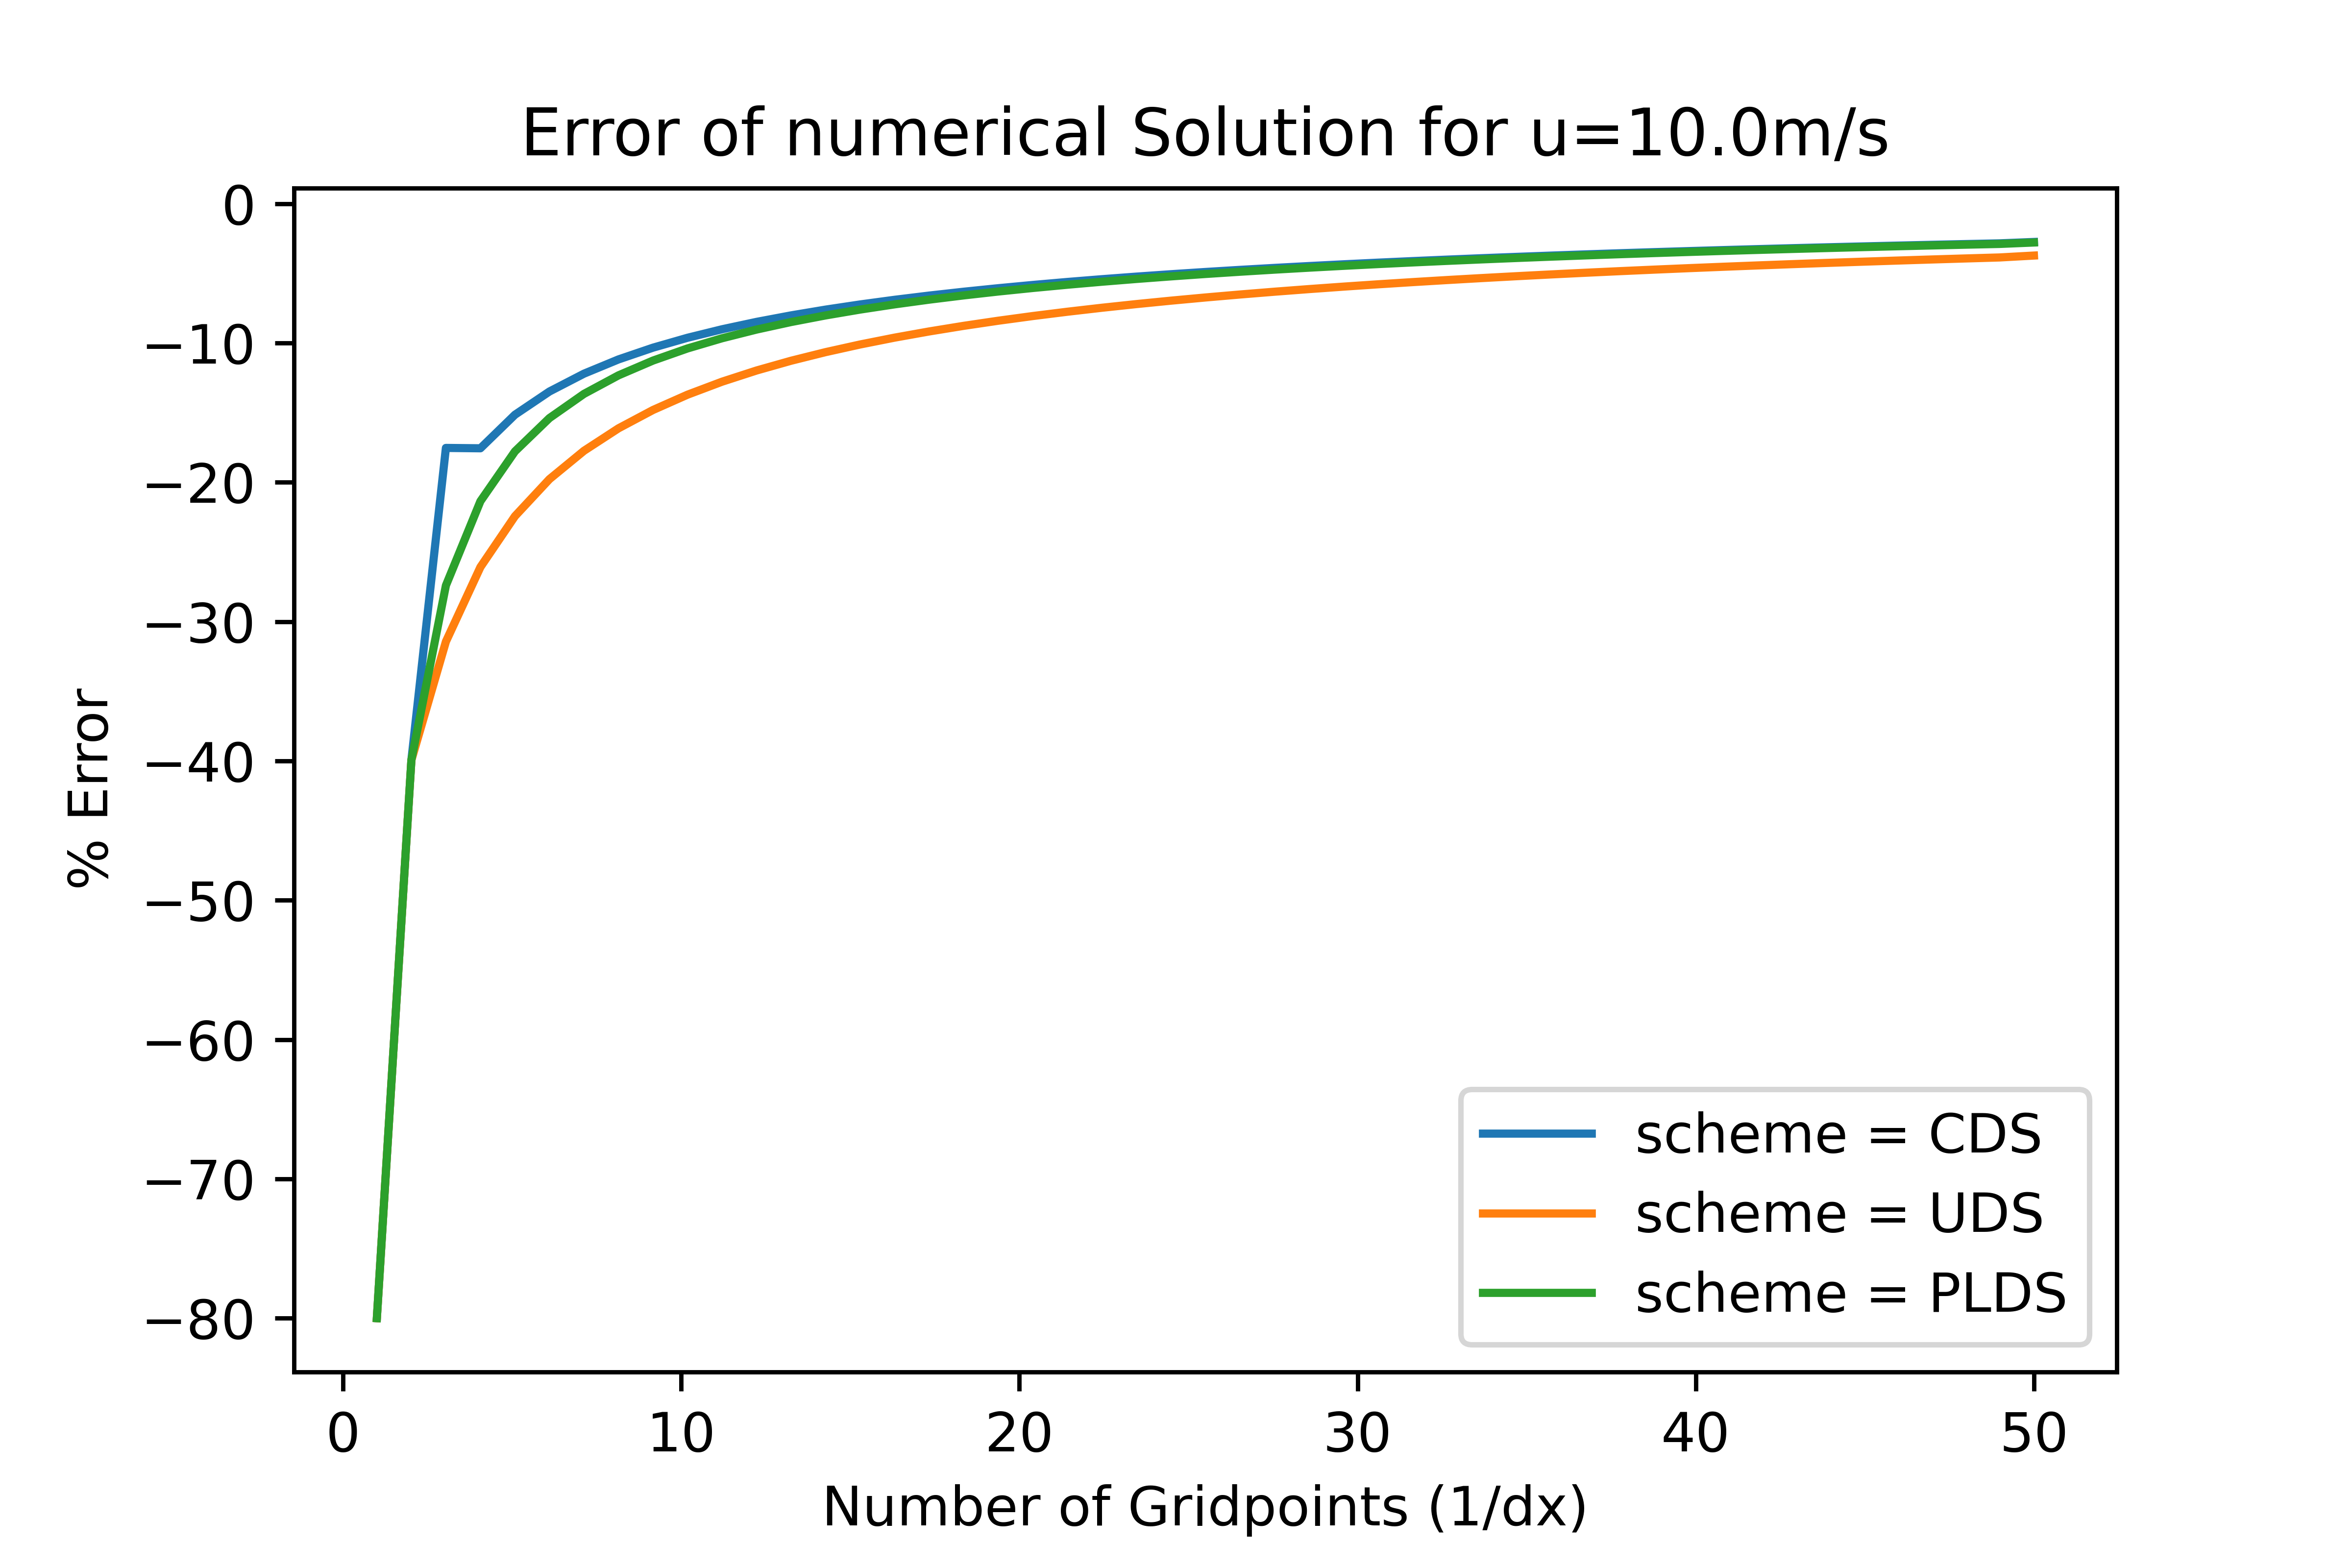 Error of numerical Solution for u=10.0m/s
0
−10
−20
−30
−40
−50
−60
−70
−80
% Error
scheme = CDS
scheme = UDS
scheme = PLDS
0 10 20 30 40 50
Number of Gridpoints (1/dx)